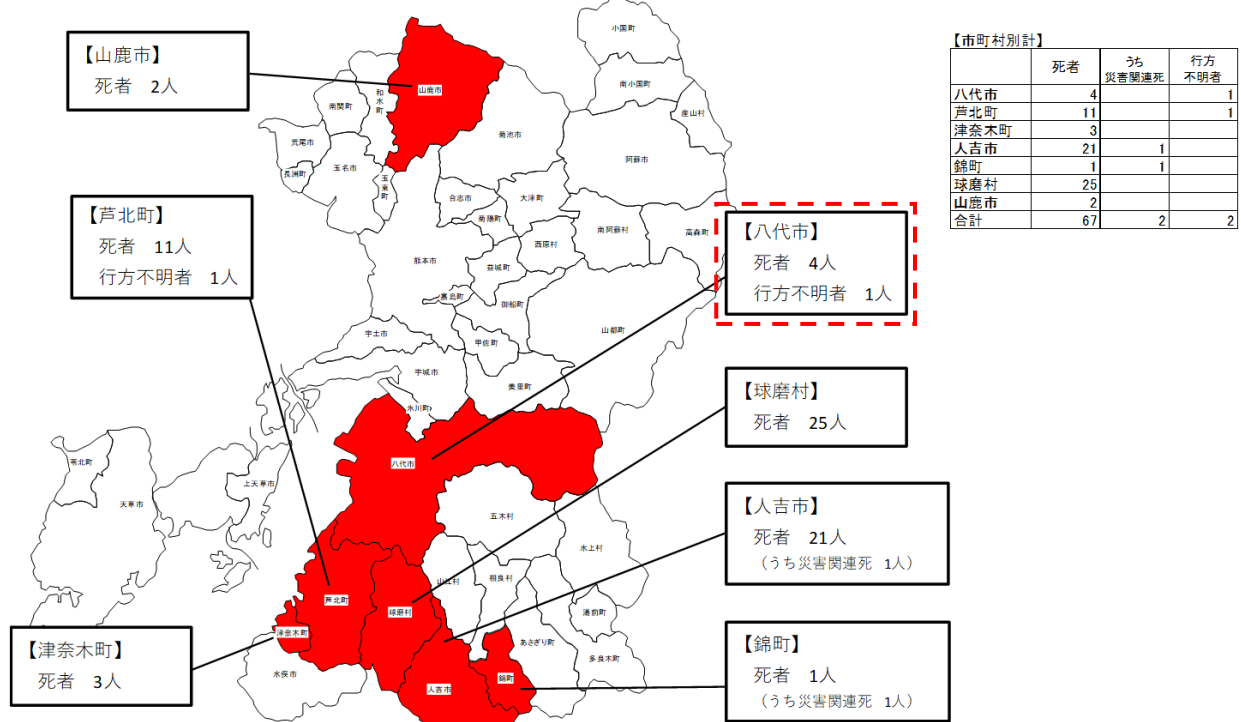 【山鹿市】
死者 2人
【芦北町】
死者 11人
行方不明者 1人
【津奈木町】
死者 3人
小国町
南小国町
産山村
山鹿市
和水町
南関町
菊池市
荒尾市
長洲町
玉名市
玉東町
阿蘇市
合志市
大津町
菊陽町
西原村
南阿蘇村
高森町
熊本市
益城町
嘉島町
御船町
山都町
宇土市
甲佐町
宇城市
美里町
氷川町
八代市
苓北町
天草市
上天草市
五木村
水上村
山江村
相良村
芦北町
球磨村
湯前町
津奈木町
あさぎり町
多良木町
水俣市
人吉市
錦町
【八代市】
死者 4人
行方不明者 1人
【球磨村】
死者 25人
【人吉市】
死者 21人
（うち災害関連死 1人）
【錦町】
死者 1人
（うち災害関連死 1人）
【市町村別計】
死者 うち災害関連死 行方不明者
八代市 4 1
芦北町 11 1
津奈木町 3
人吉市 21 1
錦町 1 1
球磨村 25
山鹿市 2
合計 67 2 2